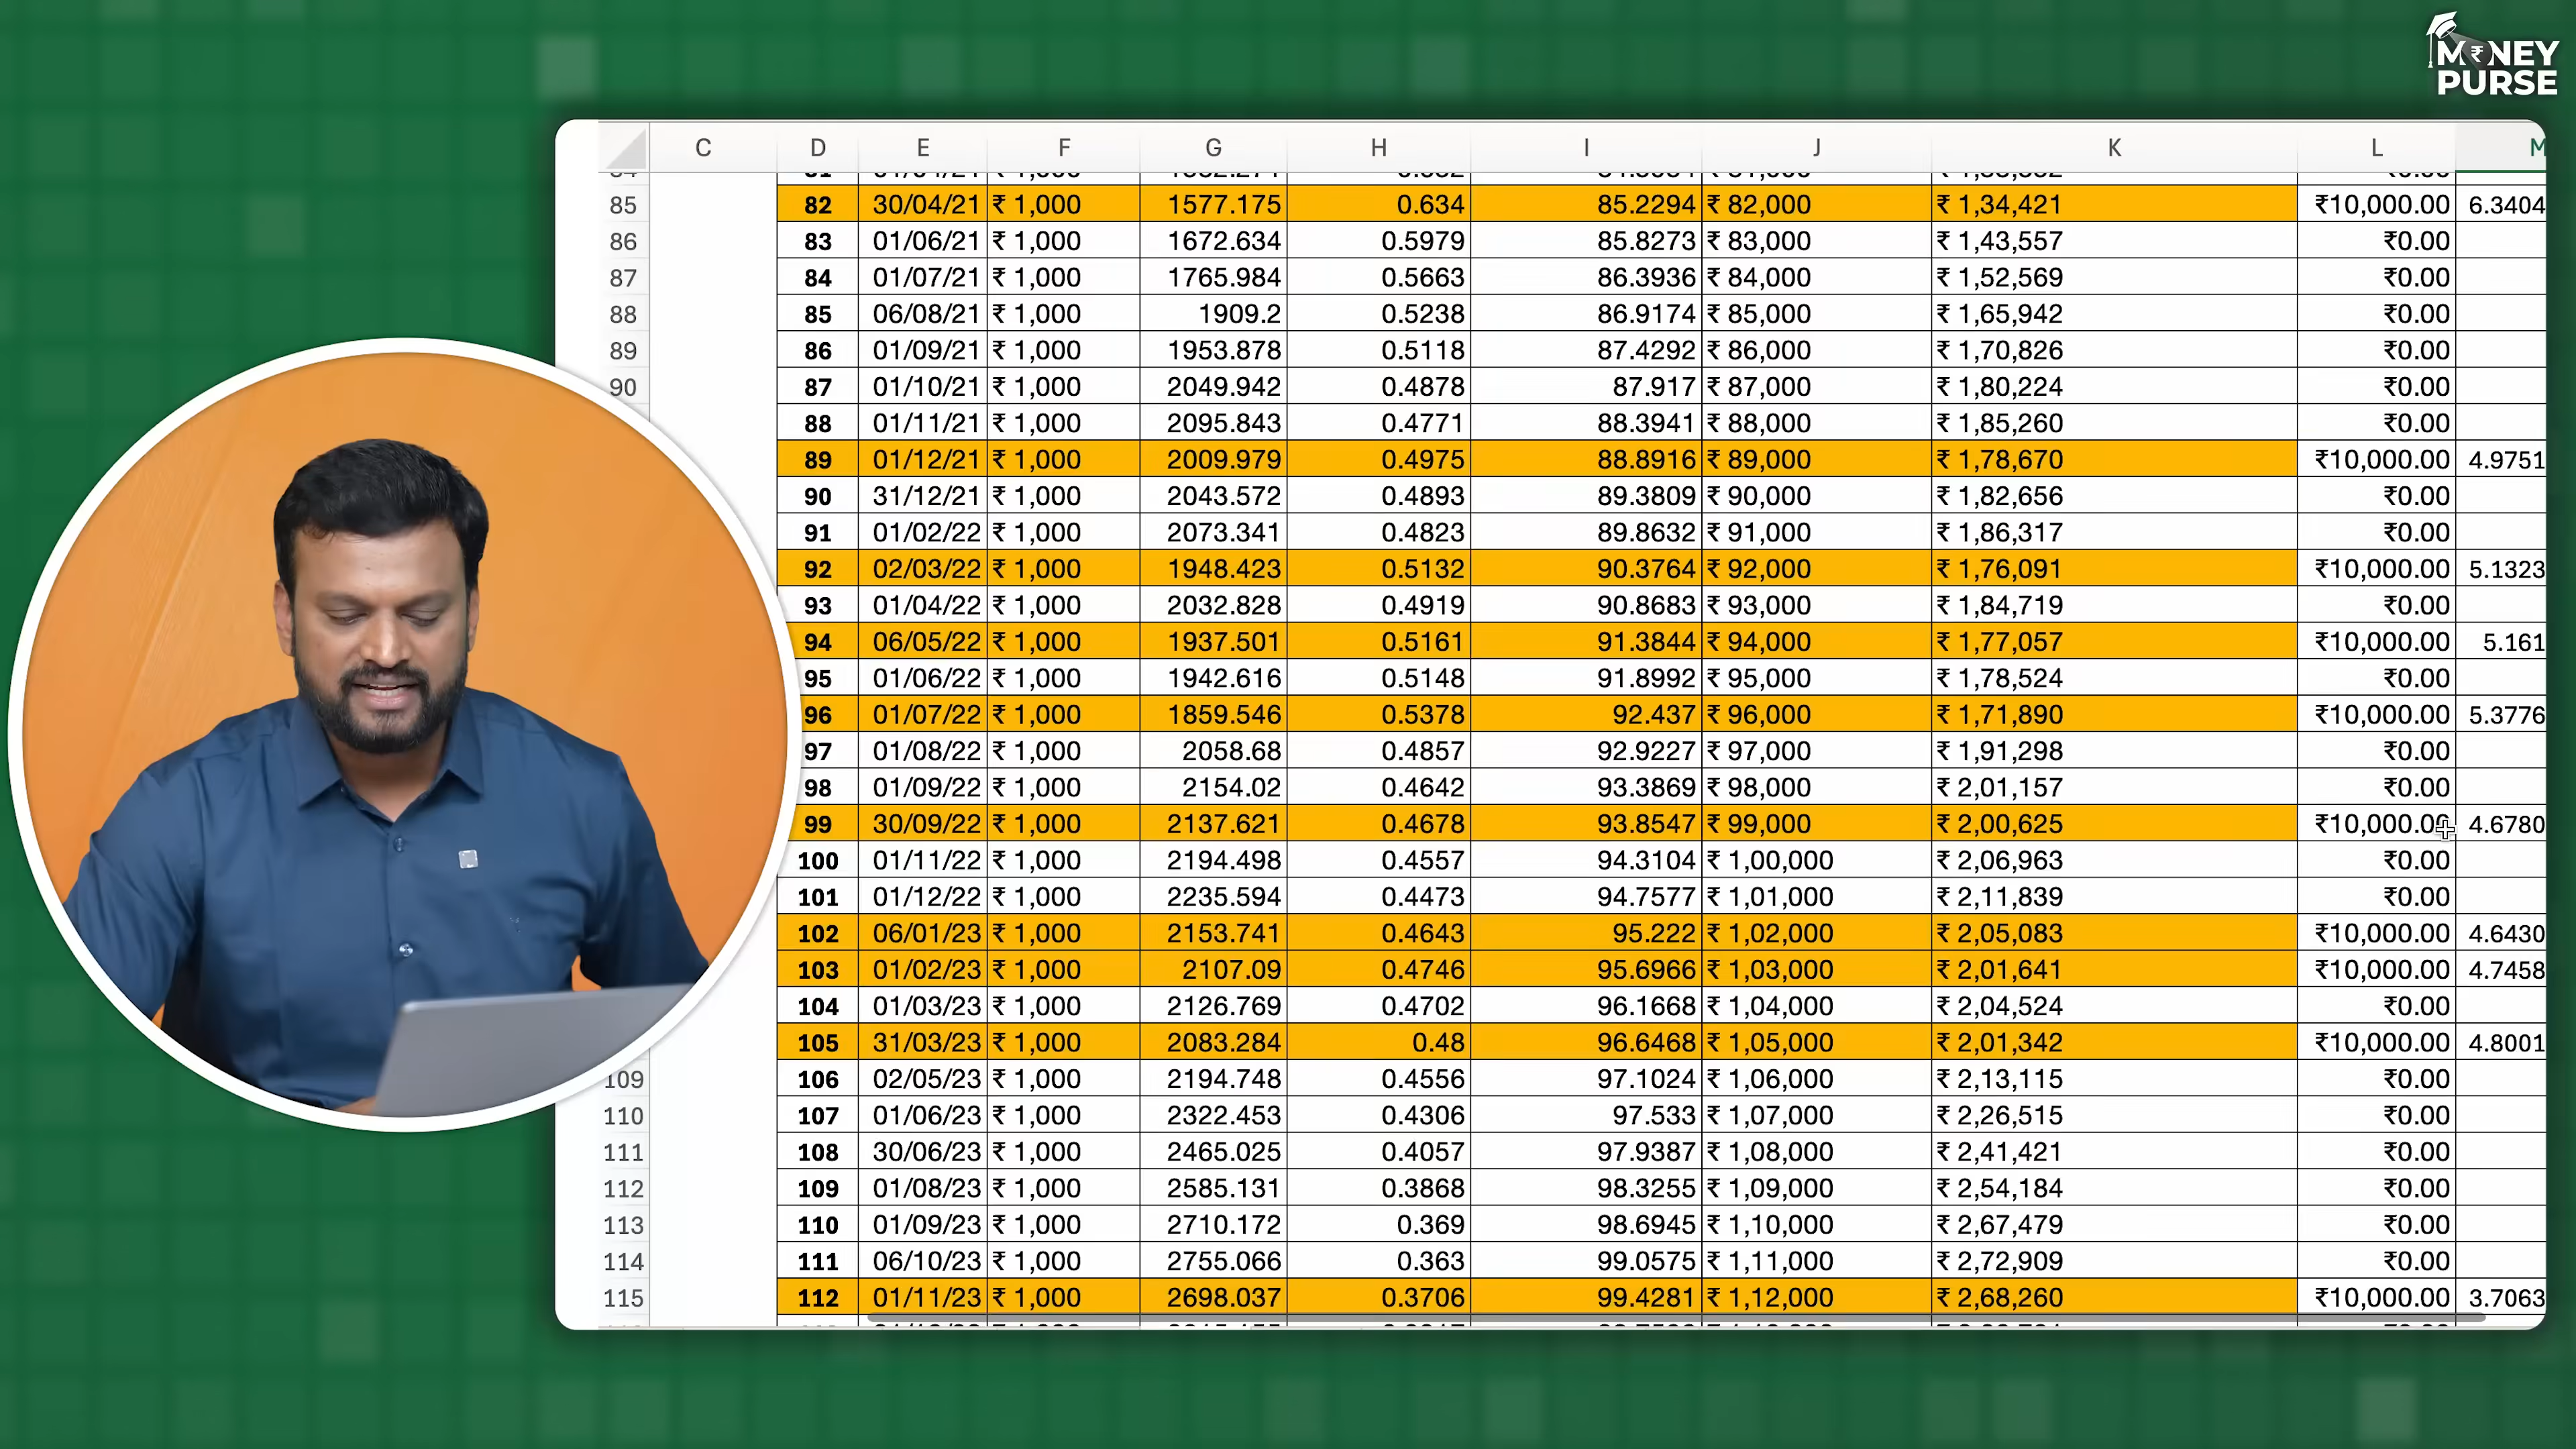 M₹NEY
PURSE
C D E F G H I J K L M
85 82 30/04/21 ₹ 1,000 1577.175 0.634 85.2294 ₹ 82,000 ₹ 1,34,421 ₹10,000.00 6.3404
86 83 01/06/21 ₹ 1,000 1672.634 0.5979 85.8273 ₹ 83,000 ₹ 1,43,557 ₹0.00
87 84 01/07/21 ₹ 1,000 1765.984 0.5663 86.3936 ₹ 84,000 ₹ 1,52,569 ₹0.00
88 85 06/08/21 ₹ 1,000 1909.2 0.5238 86.9174 ₹ 85,000 ₹ 1,65,942 ₹0.00
89 86 01/09/21 ₹ 1,000 1953.878 0.5118 87.4292 ₹ 86,000 ₹ 1,70,826 ₹0.00
90 87 01/10/21 ₹ 1,000 2049.942 0.4878 87.917 ₹ 87,000 ₹ 1,80,224 ₹0.00
88 01/11/21 ₹ 1,000 2095.843 0.4771 88.3941 ₹ 88,000 ₹ 1,85,260 ₹0.00
89 01/12/21 ₹ 1,000 2009.979 0.4975 88.8916 ₹ 89,000 ₹ 1,78,670 ₹10,000.00 4.9751
90 31/12/21 ₹ 1,000 2043.572 0.4893 89.3809 ₹ 90,000 ₹ 1,82,656 ₹0.00
91 01/02/22 ₹ 1,000 2073.341 0.4823 89.8632 ₹ 91,000 ₹ 1,86,317 ₹0.00
92 02/03/22 ₹ 1,000 1948.423 0.5132 90.3764 ₹ 92,000 ₹ 1,76,091 ₹10,000.00 5.1323
93 01/04/22 ₹ 1,000 2032.828 0.4919 90.8683 ₹ 93,000 ₹ 1,84,719 ₹0.00
94 06/05/22 ₹ 1,000 1937.501 0.5161 91.3844 ₹ 94,000 ₹ 1,77,057 ₹10,000.00 5.161
95 01/06/22 ₹ 1,000 1942.616 0.5148 91.8992 ₹ 95,000 ₹ 1,78,524 ₹0.00
96 01/07/22 ₹ 1,000 1859.546 0.5378 92.437 ₹ 96,000 ₹ 1,71,890 ₹10,000.00 5.3776
97 01/08/22 ₹ 1,000 2058.68 0.4857 92.9227 ₹ 97,000 ₹ 1,91,298 ₹0.00
98 01/09/22 ₹ 1,000 2154.02 0.4642 93.3869 ₹ 98,000 ₹ 2,01,157 ₹0.00
99 30/09/22 ₹ 1,000 2137.621 0.4678 93.8547 ₹ 99,000 ₹ 2,00,625 ₹10,000.00 4.6780
100 01/11/22 ₹ 1,000 2194.498 0.4557 94.3104 ₹ 1,00,000 ₹ 2,06,963 ₹0.00
101 01/12/22 ₹ 1,000 2235.594 0.4473 94.7577 ₹ 1,01,000 ₹ 2,11,839 ₹0.00
102 06/01/23 ₹ 1,000 2153.741 0.4643 95.222 ₹ 1,02,000 ₹ 2,05,083 ₹10,000.00 4.6430
103 01/02/23 ₹ 1,000 2107.09 0.4746 95.6966 ₹ 1,03,000 ₹ 2,01,641 ₹10,000.00 4.7458
104 01/03/23 ₹ 1,000 2126.769 0.4702 96.1668 ₹ 1,04,000 ₹ 2,04,524 ₹0.00
105 31/03/23 ₹ 1,000 2083.284 0.48 96.6468 ₹ 1,05,000 ₹ 2,01,342 ₹10,000.00 4.8001
109 106 02/05/23 ₹ 1,000 2194.748 0.4556 97.1024 ₹ 1,06,000 ₹ 2,13,115 ₹0.00
110 107 01/06/23 ₹ 1,000 2322.453 0.4306 97.533 ₹ 1,07,000 ₹ 2,26,515 ₹0.00
111 108 30/06/23 ₹ 1,000 2465.025 0.4057 97.9387 ₹ 1,08,000 ₹ 2,41,421 ₹0.00
112 109 01/08/23 ₹ 1,000 2585.131 0.3868 98.3255 ₹ 1,09,000 ₹ 2,54,184 ₹0.00
113 110 01/09/23 ₹ 1,000 2710.172 0.369 98.6945 ₹ 1,10,000 ₹ 2,67,479 ₹0.00
114 111 06/10/23 ₹ 1,000 2755.066 0.363 99.0575 ₹ 1,11,000 ₹ 2,72,909 ₹0.00
115 112 01/11/23 ₹ 1,000 2698.037 0.3706 99.4281 ₹ 1,12,000 ₹ 2,68,260 ₹10,000.00 3.7063